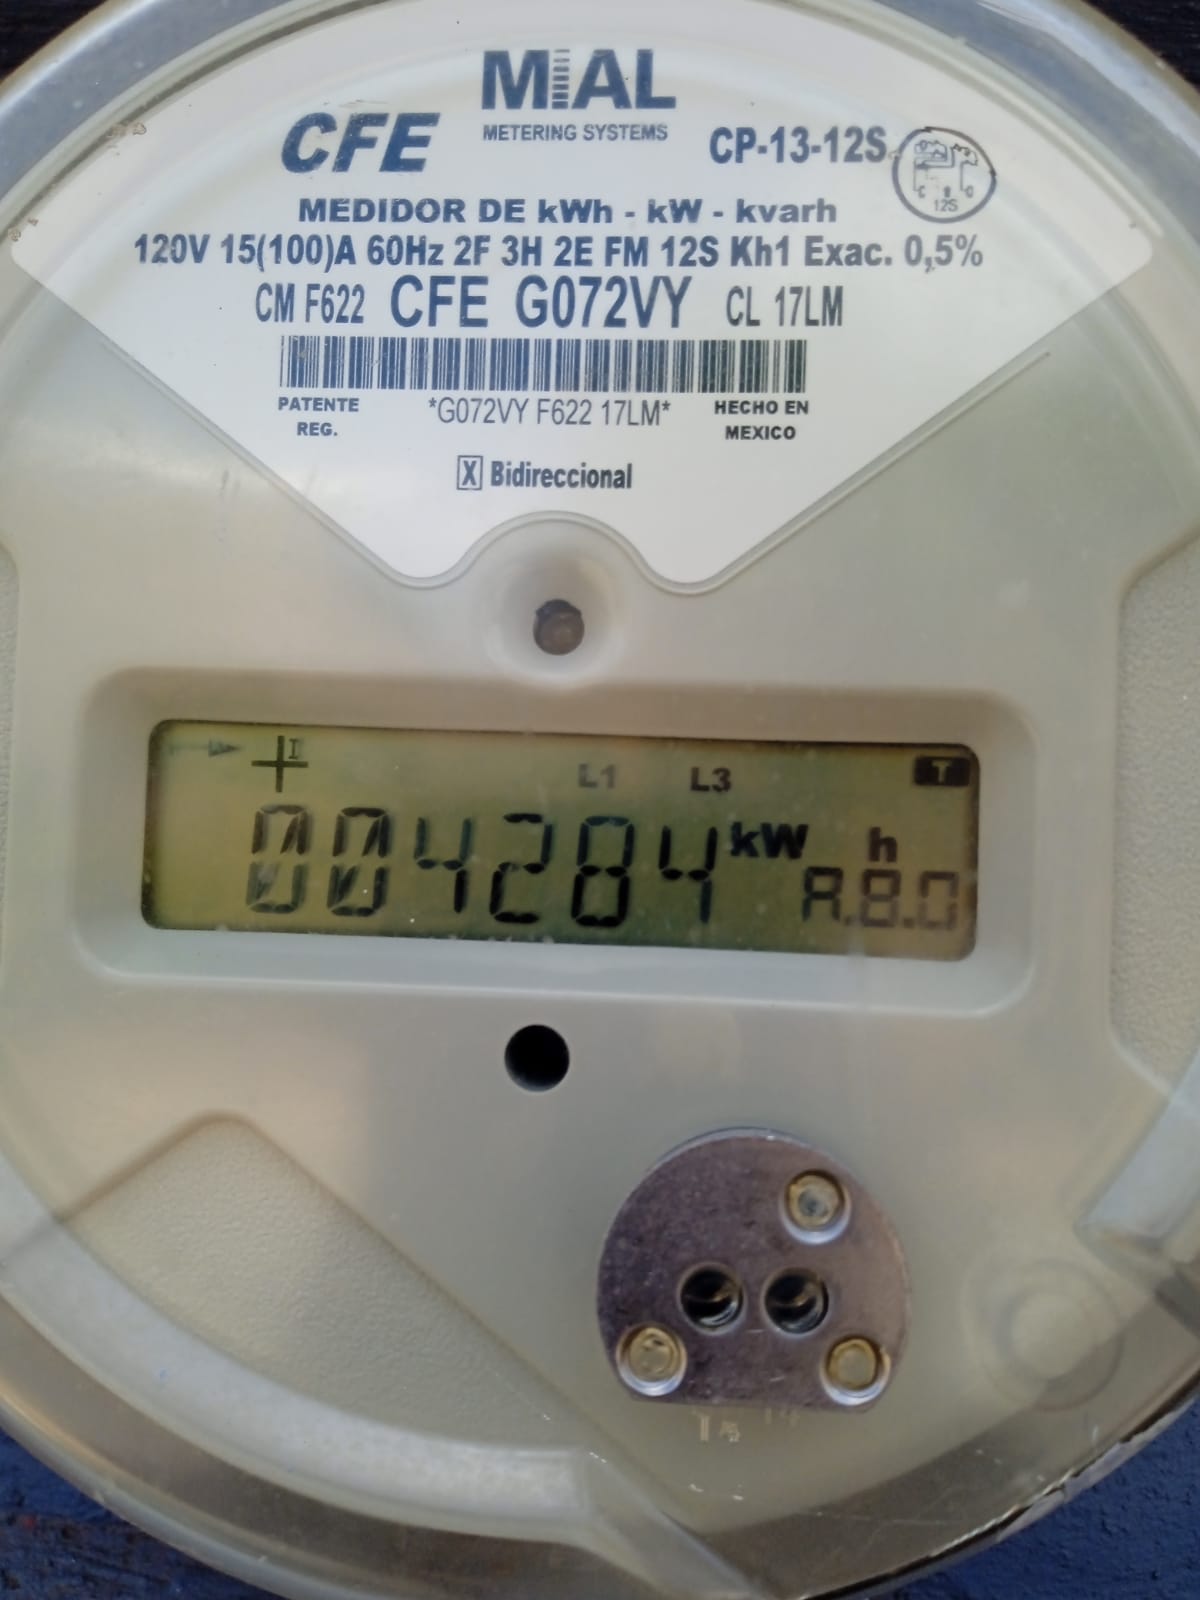 MIAL
METERING SYSTEMS
CFE
CP-13-12S
12S
MEDIDOR DE kWh - kW - kvarh
120V 15(100)A 60Hz 2F 3H 2E FM 12S Kh1 Exac. 0,5%
CM F622 CFE G072VY CL 17LM
PATENTE REG.
*G072VY F622 17LM*
HECHO EN MEXICO
X Bidireccional
L1 L3 T
004284 kW h
A.8.0